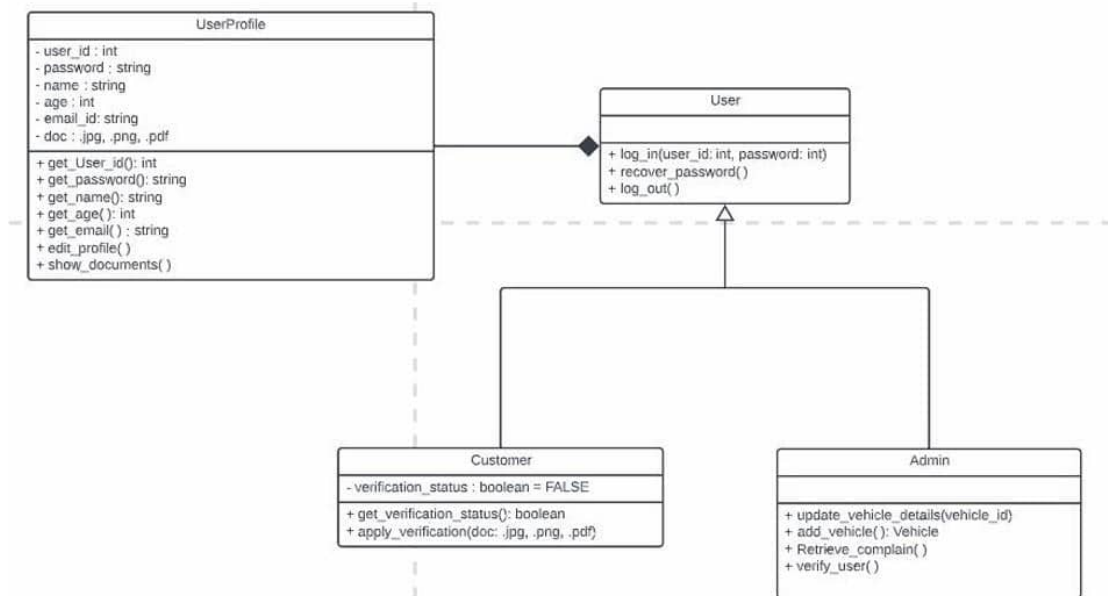 UserProfile
- user_id : int
- password : string
- name : string
- age : int
- email_id: string
- doc : .jpg, .png, .pdf
+ get_User_id(): int
+ get_password(): string
+ get_name(): string
+ get_age( ): int
+ get_email( ) : string
+ edit_profile( )
+ show_documents( )
User
+ log_in(user_id: int, password: int)
+ recover_password( )
+ log_out( )
Customer
- verification_status : boolean = FALSE
+ get_verification_status(): boolean
+ apply_verification(doc: .jpg, .png, .pdf)
Admin
+ update_vehicle_details(vehicle_id)
+ add_vehicle( ): Vehicle
+ Retrieve_complain( )
+ verify_user( )